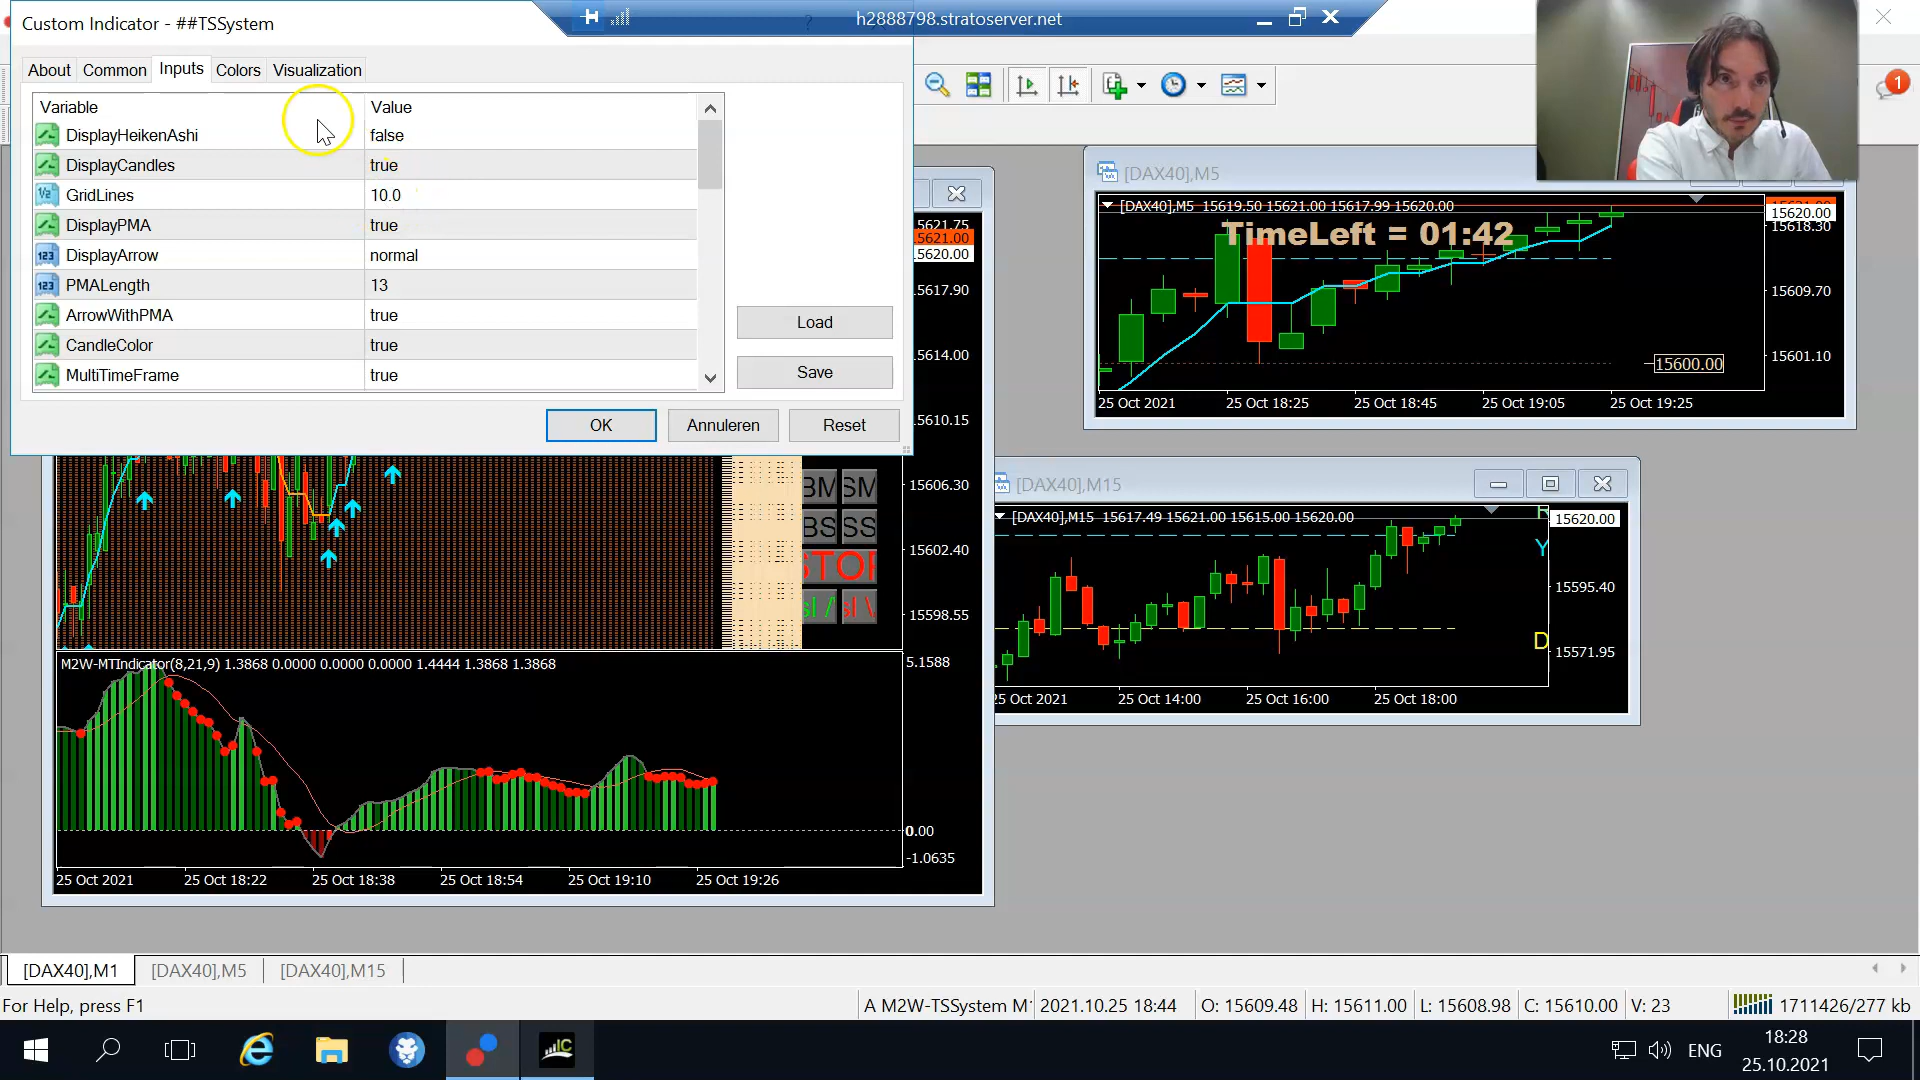 Custom Indicator - ##TSSystem
h2888798.stratoserver.net
About
Common
Inputs
Colors
Visualization
Variable
Value
DisplayHeikenAshi
false
DisplayCandles
true
GridLines
10.0
DisplayPMA
true
DisplayArrow
normal
PMALength
13
ArrowWithPMA
true
CandleColor
true
MultiTimeFrame
true
Load
Save
OK
Annuleren
Reset
1
[DAX40],M5
[DAX40],M5 15619.50 15621.00 15617.99 15620.00
TimeLeft = 01:42
15620.00
15618.30
15609.70
15601.10
15600.00
25 Oct 2021
25 Oct 18:25
25 Oct 18:45
25 Oct 19:05
25 Oct 19:25
5621.75
5621.00
5620.00
5617.90
5614.00
5610.15
15606.30
15602.40
15598.55
BM
SM
BS
SS
STOP
sl /
sl \
[DAX40],M15
[DAX40],M15 15617.49 15621.00 15615.00 15620.00
15620.00
Y
15595.40
D
15571.95
25 Oct 2021
25 Oct 14:00
25 Oct 16:00
25 Oct 18:00
M2W-MTIndicator(8,21,9) 1.3868 0.0000 0.0000 0.0000 1.4444 1.3868 1.3868
5.1588
0.00
-1.0635
25 Oct 2021
25 Oct 18:22
25 Oct 18:38
25 Oct 18:54
25 Oct 19:10
25 Oct 19:26
[DAX40],M1
[DAX40],M5
[DAX40],M15
For Help, press F1
A M2W-TSSystem M
2021.10.25 18:44
O: 15609.48
H: 15611.00
L: 15608.98
C: 15610.00
V: 23
1711426/277 kb
IC
ENG
18:28
25.10.2021